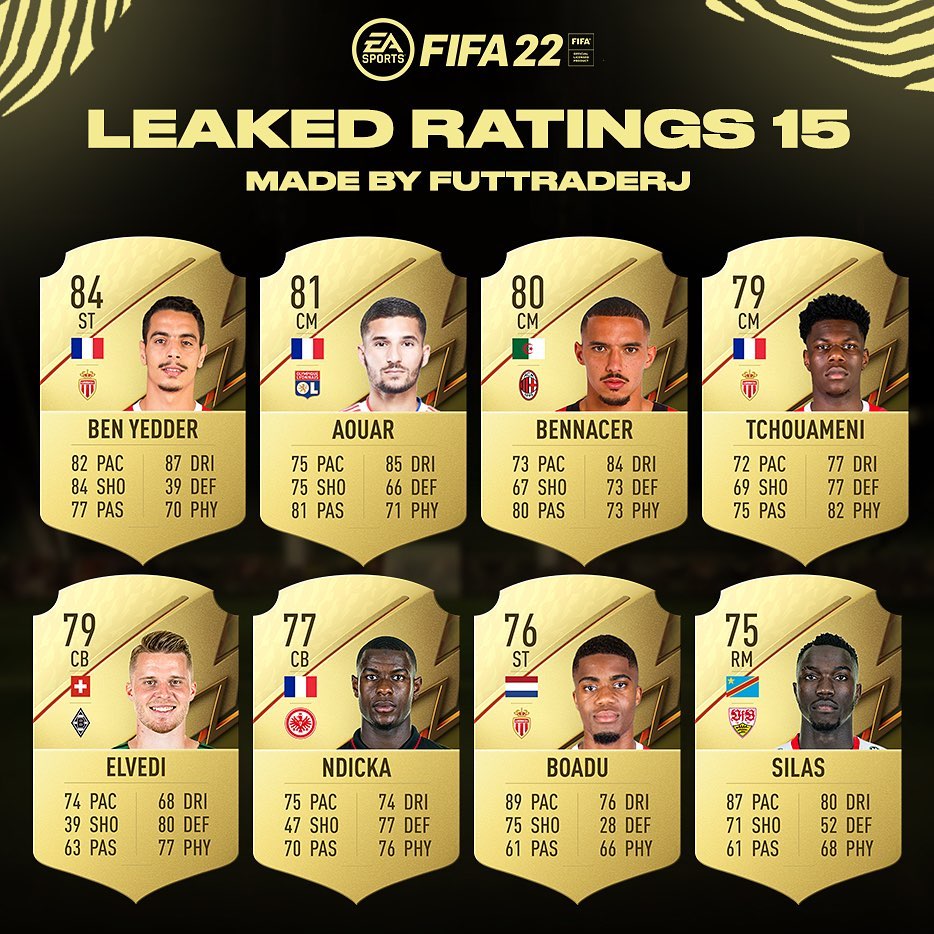 EA SPORTS FIFA 22 FIFA
LEAKED RATINGS 15
MADE BY FUTTRADERJ
84
ST
BEN YEDDER
82 PAC 87 DRI
84 SHO 39 DEF
77 PAS 70 PHY
81
CM
OLYMPIQUE LYONNAIS
OL
AOUAR
75 PAC 85 DRI
75 SHO 66 DEF
81 PAS 71 PHY
80
CM
BENNACER
73 PAC 84 DRI
67 SHO 73 DEF
80 PAS 73 PHY
79
CM
TCHOUAMENI
72 PAC 77 DRI
69 SHO 77 DEF
75 PAS 82 PHY
79
CB
ELVEDI
74 PAC 68 DRI
39 SHO 80 DEF
63 PAS 77 PHY
77
CB
NDICKA
75 PAC 74 DRI
47 SHO 77 DEF
70 PAS 76 PHY
76
ST
BOADU
89 PAC 76 DRI
75 SHO 28 DEF
61 PAS 66 PHY
75
RM
SILAS
87 PAC 80 DRI
71 SHO 52 DEF
61 PAS 68 PHY